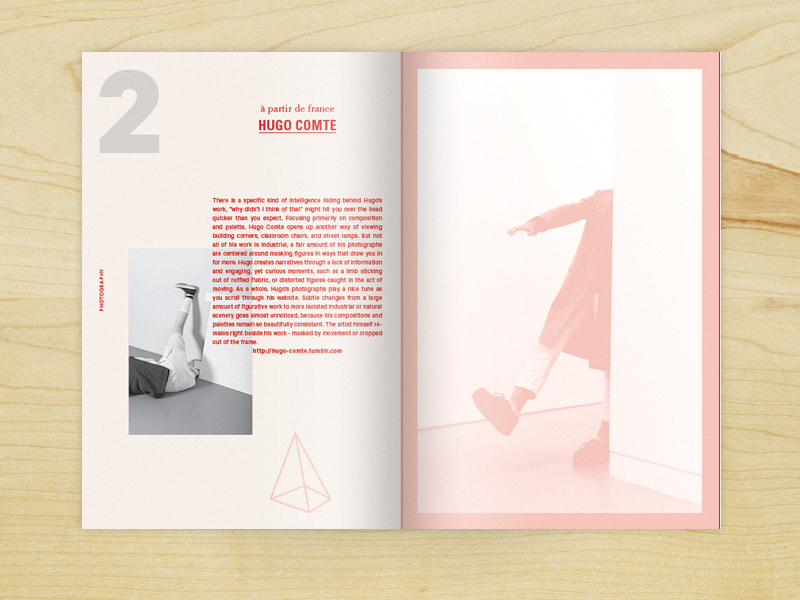 2
à partir de france
HUGO COMTE
There is a specific kind of intelligence hiding behind Hugo's
work, "why didn't I think of that" might hit you over the head
quicker than you expect. Focusing primarily on composition
and palette, Hugo Comte opens up another way of viewing
building corners, classroom chairs, and street lamps. But not
all of his work is industrial, a fair amount of his photographs
are centered around masking figures in ways that draw you in
for more. Hugo creates narratives through a lack of information
and engaging, yet curious moments, such as a limb sticking
out of ruffled fabric, or distorted figures caught in the act of
moving. As a whole, Hugo's photographs play a nice tune as
you scroll through his website. Subtle changes from a large
amount of figurative work to more isolated industrial or natural
scenery goes almost unnoticed, because his compositions and
palettes remain so beautifully consistent. The artist himself re-
mains right beside his work - masked by movement or cropped
out of the frame.
http://hugo-comte.tumblr.com
PHOTOGRAPHY